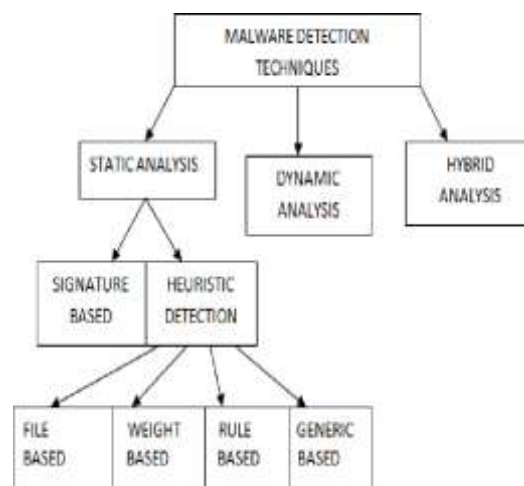 MALWARE DETECTION
TECHNIQUES
STATIC ANALYSIS
DYNAMIC
ANALYSIS
HYBRID
ANALYSIS
SIGNATURE
BASED
HEURISTIC
DETECTION
FILE
BASED
WEIGHT
BASED
RULE
BASED
GENERIC
BASED